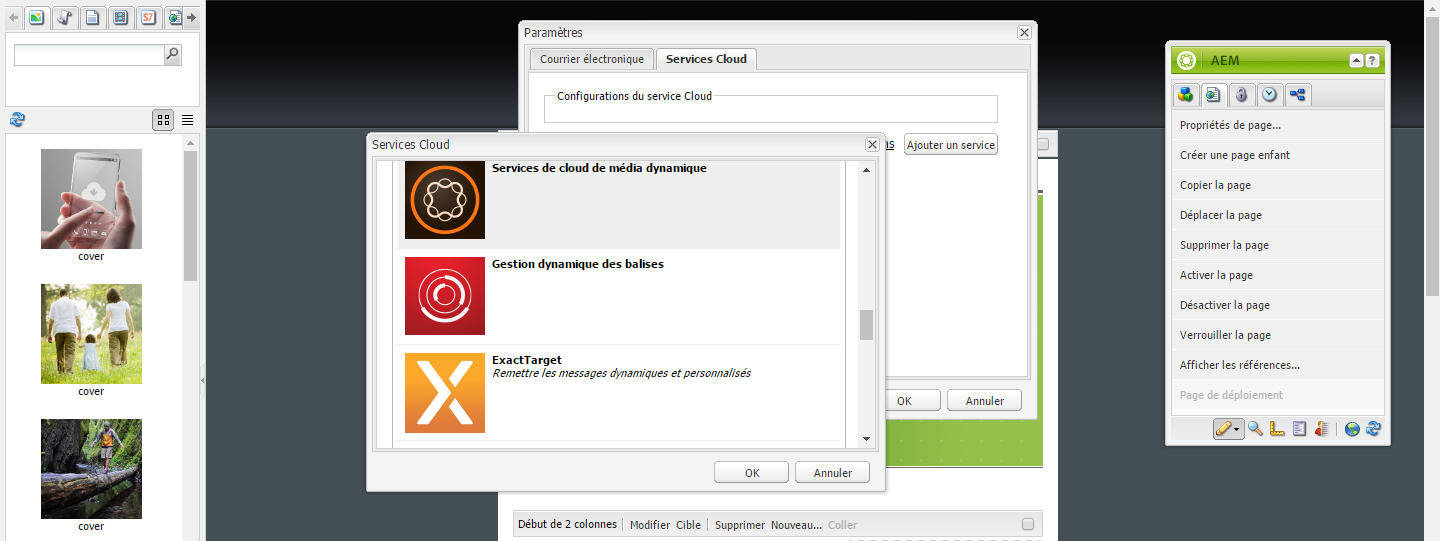 cover
cover
cover
Paramètres
Courrier électronique
Services Cloud
Configurations du service Cloud
Ajouter un service
OK
Annuler
Services Cloud
Services de cloud de média dynamique
Gestion dynamique des balises
ExactTarget
Remettre les messages dynamiques et personnalisés
OK
Annuler
Début de 2 colonnes
Modifier Cible
Supprimer Nouveau... Coller
AEM
Propriétés de page...
Créer une page enfant
Copier la page
Déplacer la page
Supprimer la page
Activer la page
Désactiver la page
Verrouiller la page
Afficher les références...
Page de déploiement